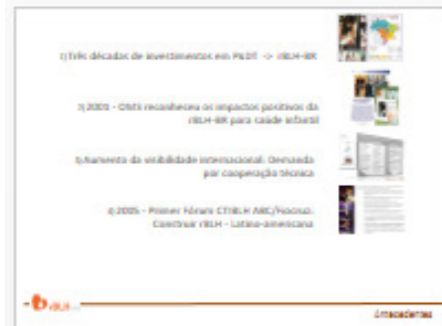 1) Três décadas de investimentos em P&DT -> rBLH-BR
2) 2001 - OMS reconheceu os impactos positivos da
rBLH-BR para saúde infantil
3) Aumento da visibilidade internacional: Demanda
por cooperação técnica
4) 2005 - Primer Fórum ABC/Fiocruz.
Construir rBLH - Latino-americana
rBLH
Antecedentes